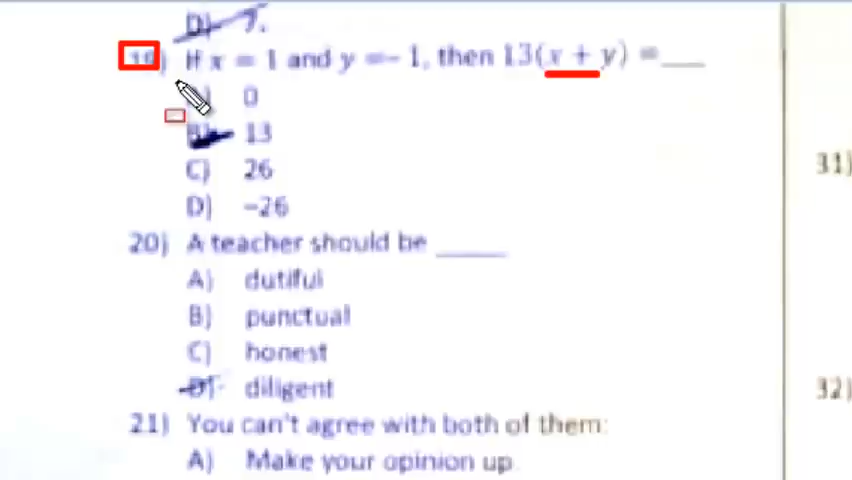 D) 7.
) If x = 1 and y = – 1, then 13(x + y) = ___
) 0
B) 13
C) 26
D) –26
20) A teacher should be _____
A) dutiful
B) punctual
C) honest
D) diligent
21) You can't agree with both of them:
A) Make your opinion up
31)
32)